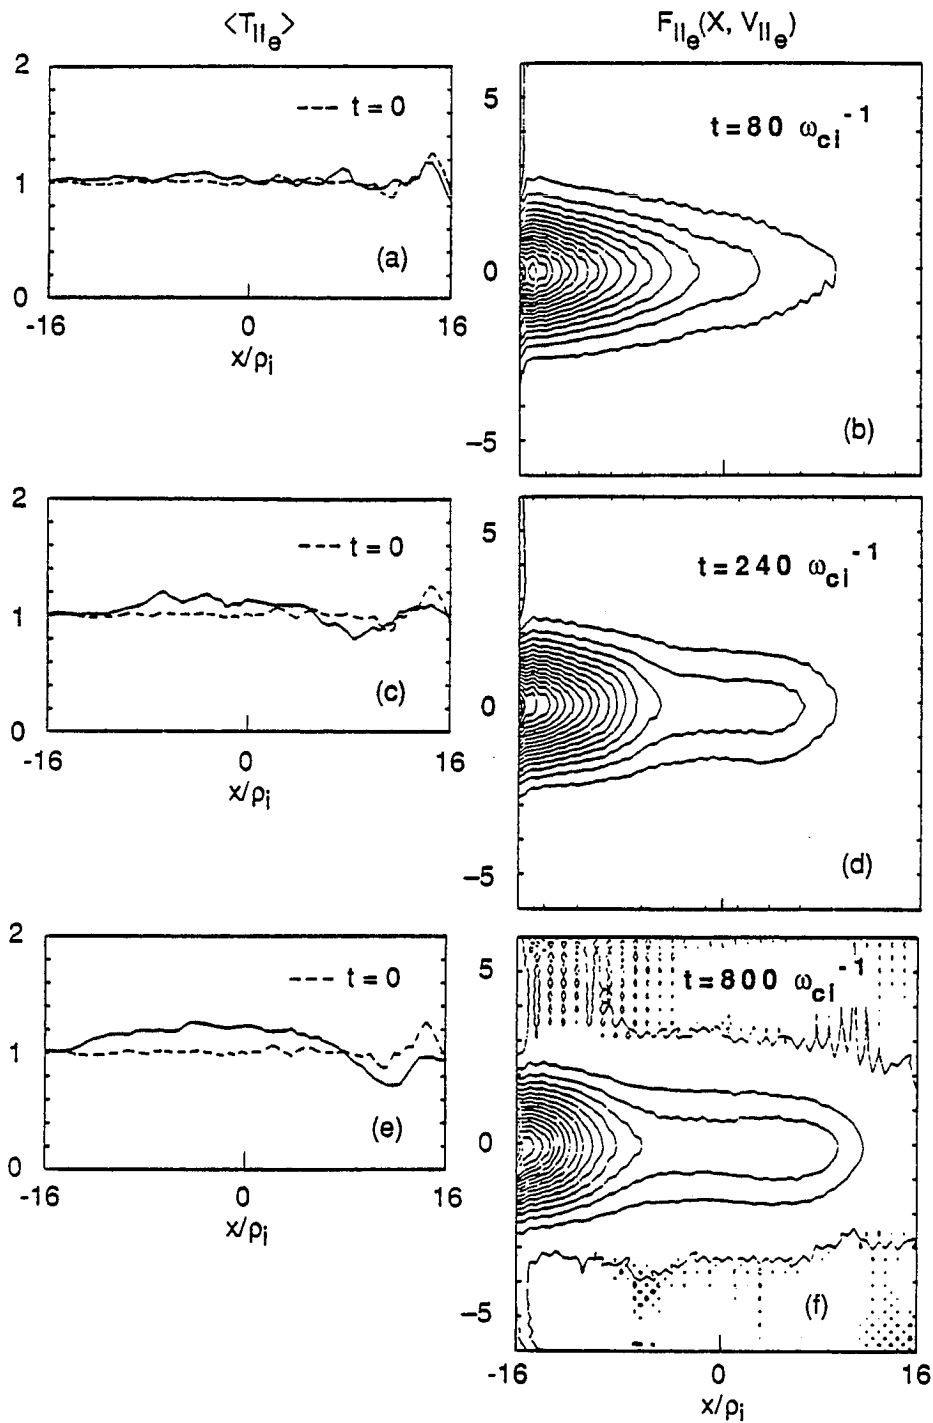 ⟨T∥e⟩
F∥e(X, V∥e)
2
1
0
--- t = 0
(a)
-16 0 16
x/ρi
5
0
-5
t=80 ωci⁻¹
(b)
2
1
0
--- t = 0
(c)
-16 0 16
x/ρi
5
0
-5
t=240 ωci⁻¹
(d)
2
1
0
--- t = 0
(e)
-16 0 16
x/ρi
5
0
-5
t=800 ωci⁻¹
(f)
-16 0 16
x/ρi